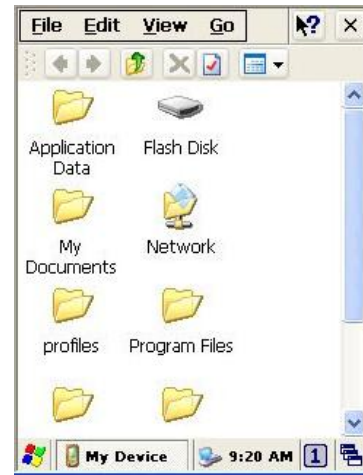 File Edit View Go ?
Application Data Flash Disk
My Documents Network
profiles Program Files
My Device 9:20 AM 1